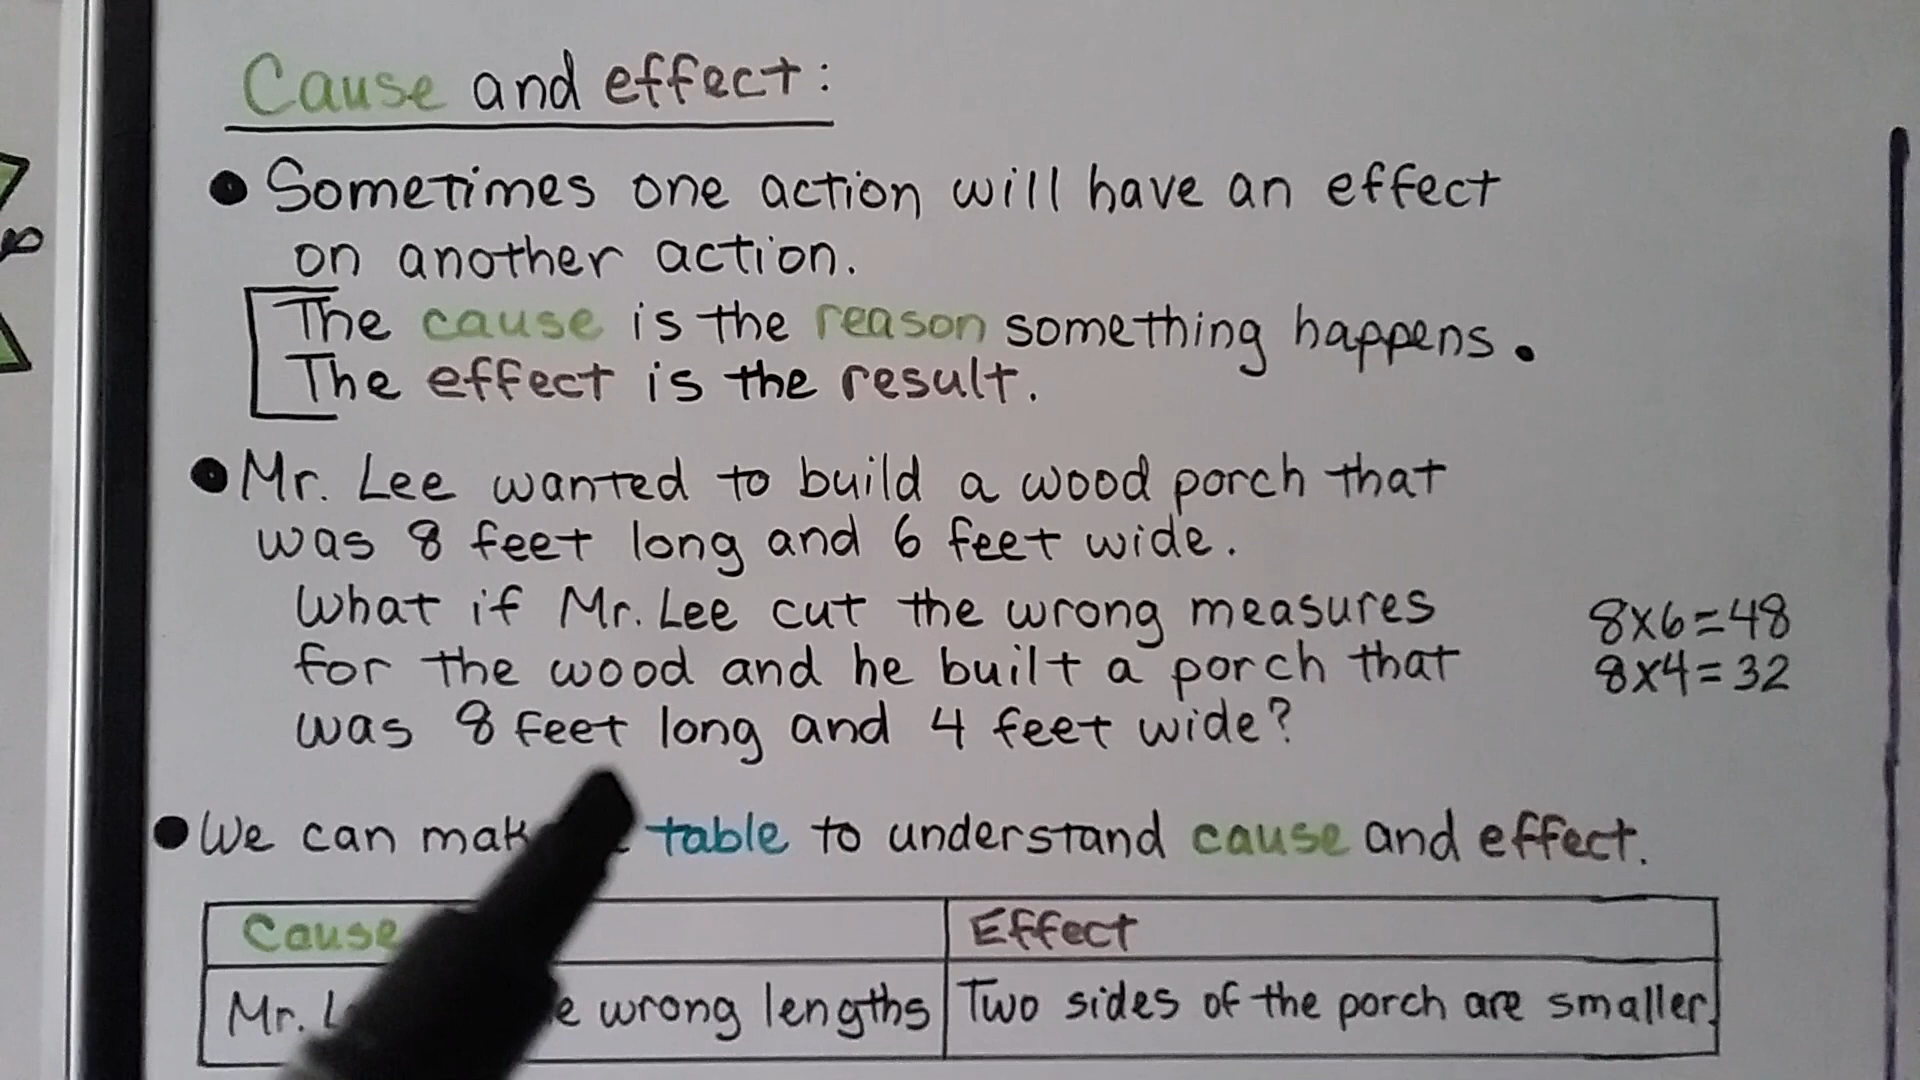 Cause and effect:
● Sometimes one action will have an effect
on another action.
The cause is the reason something happens.
The effect is the result.
● Mr. Lee wanted to build a wood porch that
was 8 feet long and 6 feet wide.
What if Mr. Lee cut the wrong measures
for the wood and he built a porch that
was 8 feet long and 4 feet wide?
8x6=48
8x4=32
● We can table to understand cause and effect.
Cause Effect
Mr. wrong lengths Two sides of the porch are smaller.